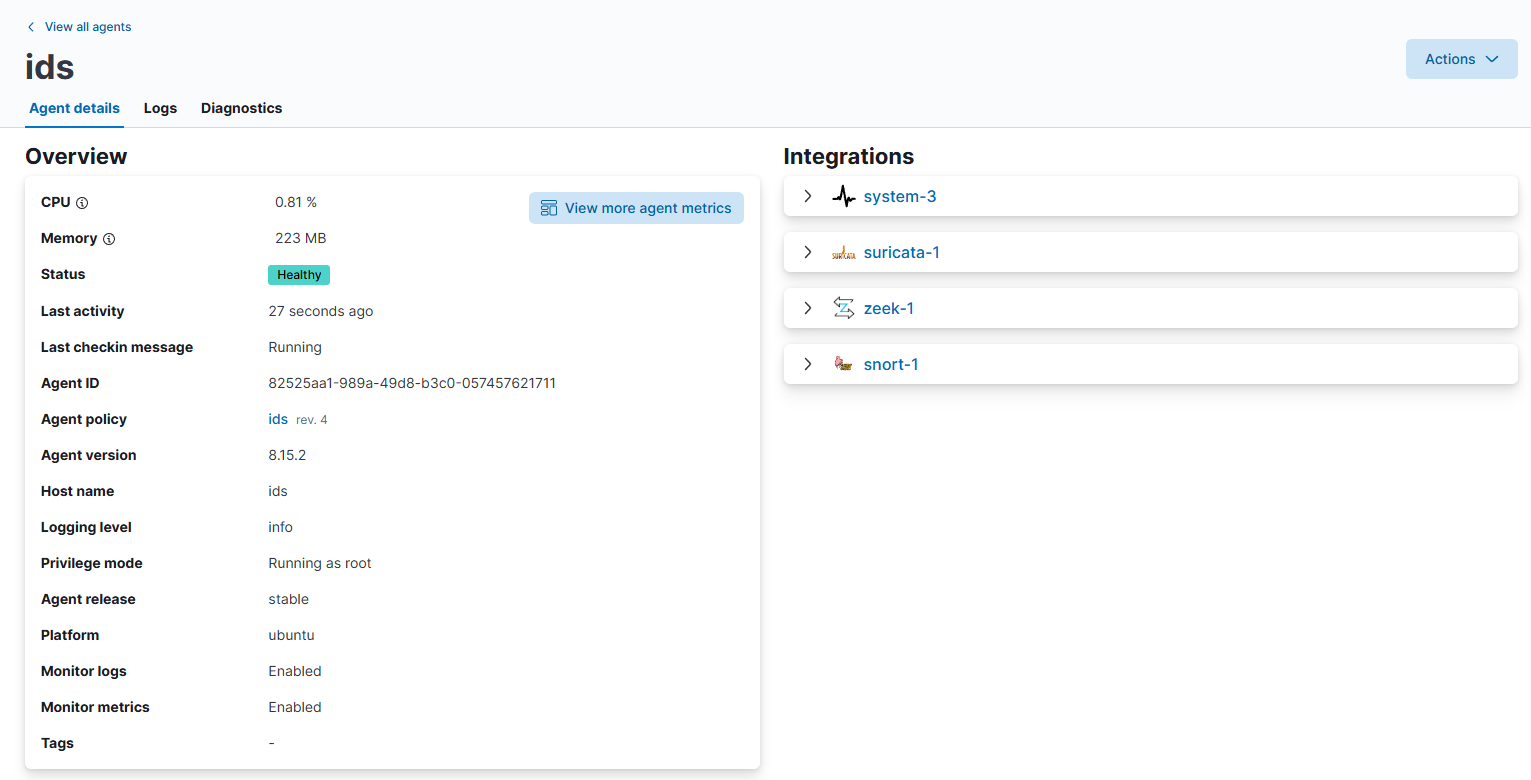 View all agents
ids
Actions
Agent details Logs Diagnostics
Overview
CPU 0.81 %
View more agent metrics
Memory 223 MB
Status Healthy
Last activity 27 seconds ago
Last checkin message Running
Agent ID 82525aa1-989a-49d8-b3c0-057457621711
Agent policy ids rev. 4
Agent version 8.15.2
Host name ids
Logging level info
Privilege mode Running as root
Agent release stable
Platform ubuntu
Monitor logs Enabled
Monitor metrics Enabled
Tags -
Integrations
system-3
SURICATA suricata-1
zeek-1
snort-1